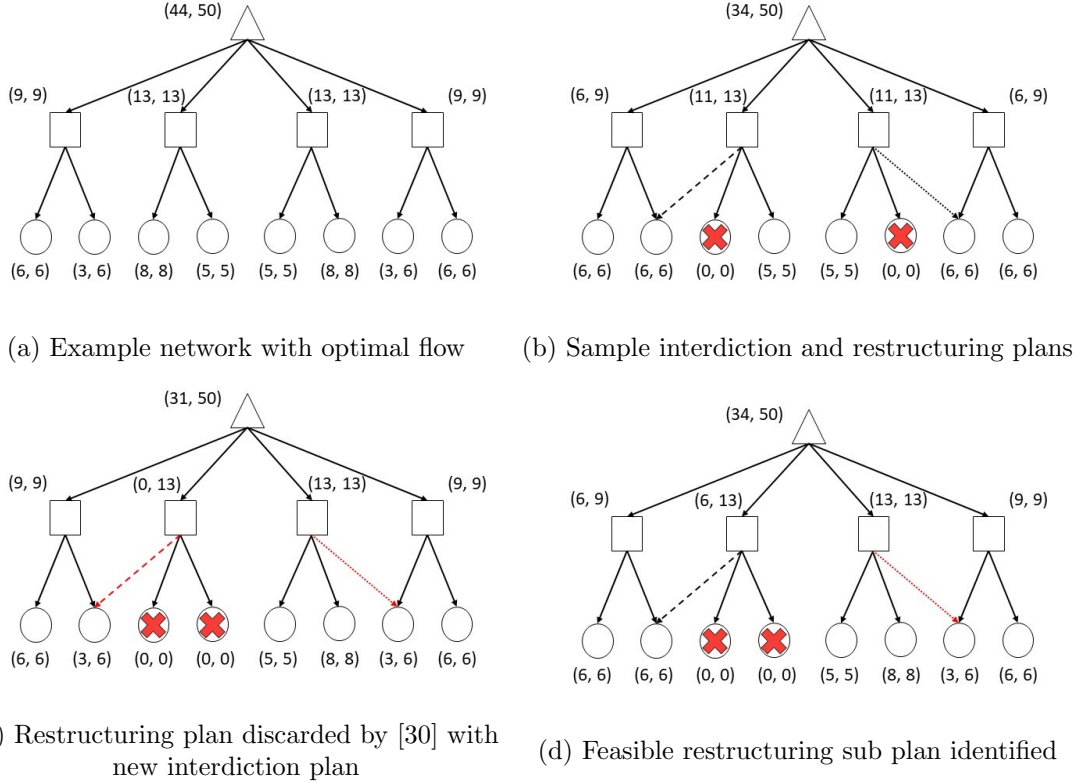 (44, 50)
(9, 9) (13, 13) (13, 13) (9, 9)
(6, 6) (3, 6) (8, 8) (5, 5) (5, 5) (8, 8) (3, 6) (6, 6)
(a) Example network with optimal flow
(34, 50)
(6, 9) (11, 13) (11, 13) (6, 9)
(6, 6) (6, 6) (0, 0) (5, 5) (5, 5) (0, 0) (6, 6) (6, 6)
(b) Sample interdiction and restructuring plans
(31, 50)
(9, 9) (0, 13) (13, 13) (9, 9)
(6, 6) (3, 6) (0, 0) (0, 0) (5, 5) (8, 8) (3, 6) (6, 6)
) Restructuring plan discarded by [30] with
new interdiction plan
(34, 50)
(6, 9) (6, 13) (13, 13) (9, 9)
(6, 6) (6, 6) (0, 0) (0, 0) (5, 5) (8, 8) (3, 6) (6, 6)
(d) Feasible restructuring sub plan identified